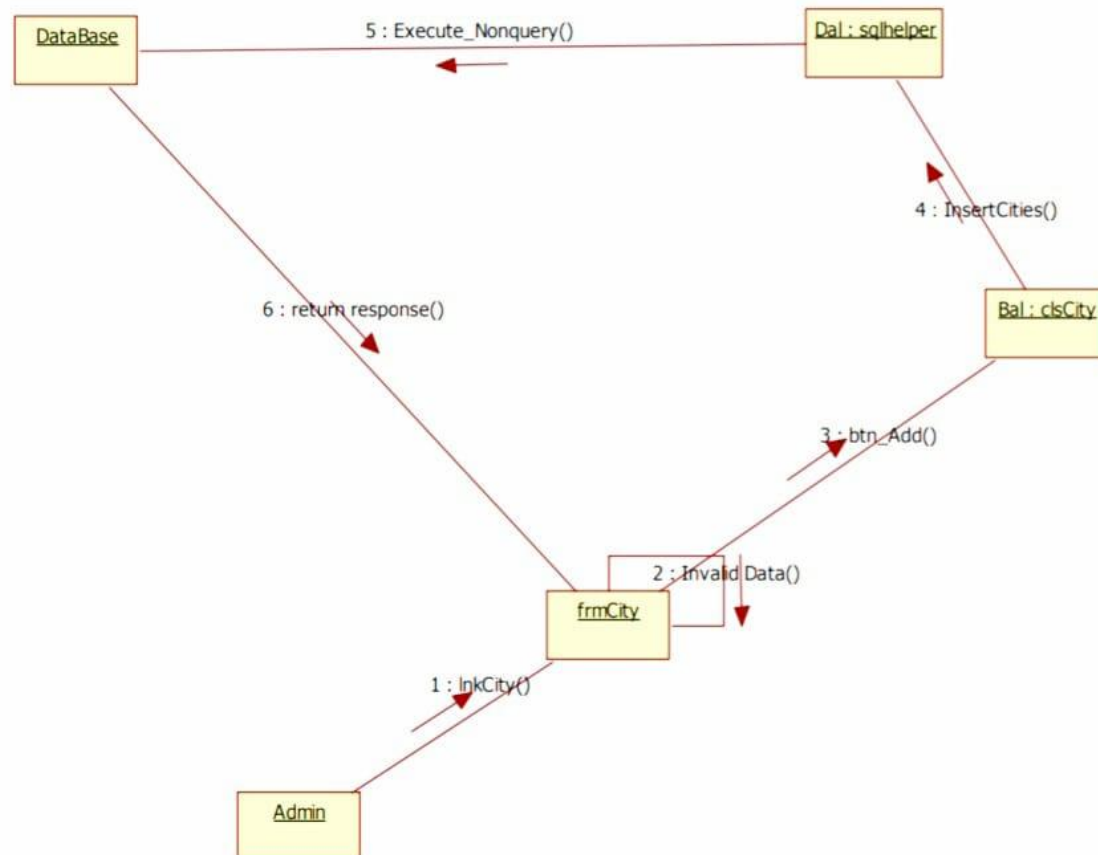 DataBase
5 : Execute_Nonquery()
Dal : sqlhelper
4 : InsertCities()
6 : return response()
Bal : clsCity
3 : btn_Add()
2 : Invalid Data()
frmCity
1 : lnkCity()
Admin